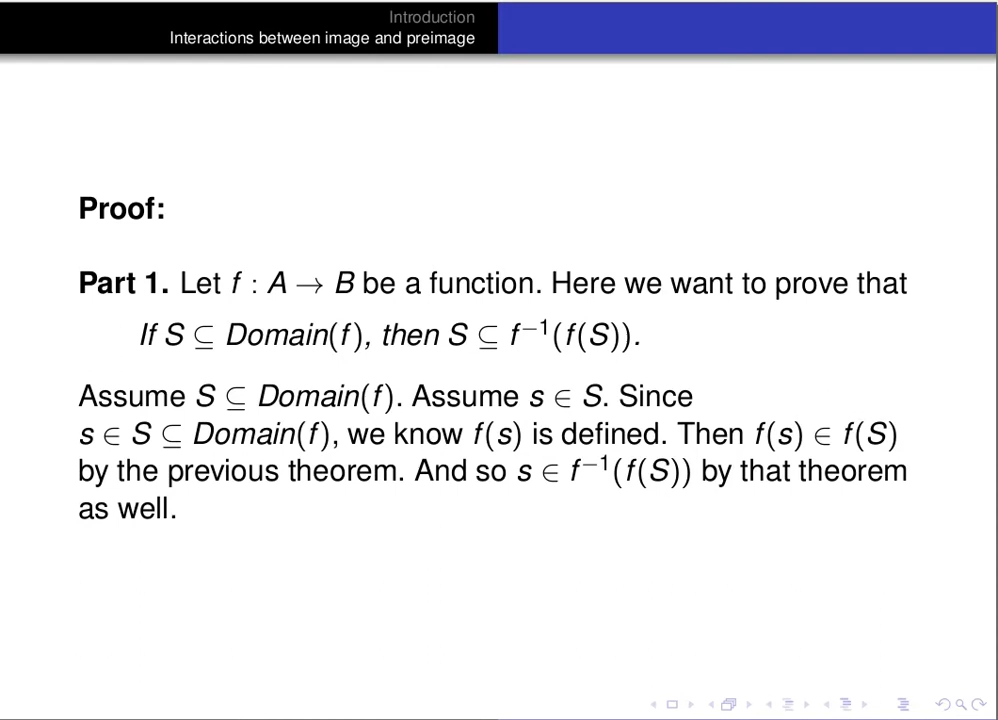 Introduction
Interactions between image and preimage
Proof:
Part 1. Let f : A → B be a function. Here we want to prove that
If S ⊆ Domain(f), then S ⊆ f⁻¹(f(S)).
Assume S ⊆ Domain(f). Assume s ∈ S. Since
s ∈ S ⊆ Domain(f), we know f(s) is defined. Then f(s) ∈ f(S)
by the previous theorem. And so s ∈ f⁻¹(f(S)) by that theorem
as well.